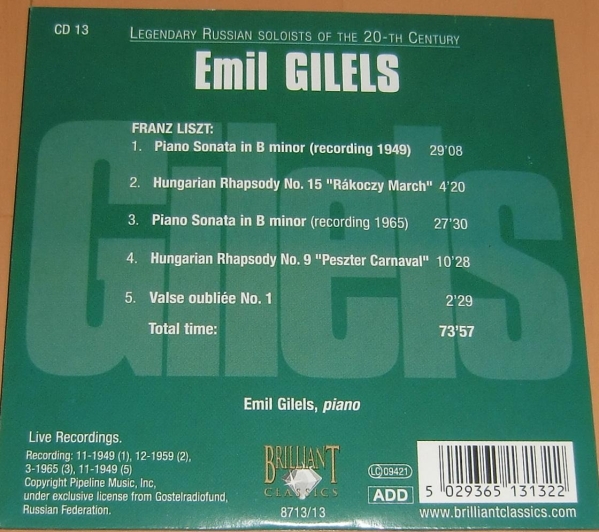 CD 13
LEGENDARY RUSSIAN SOLOISTS OF THE 20-TH CENTURY
Emil GILELS
Gilels
FRANZ LISZT:
1. Piano Sonata in B minor (recording 1949) 29'08
2. Hungarian Rhapsody No. 15 "Rákoczy March" 4'20
3. Piano Sonata in B minor (recording 1965) 27'30
4. Hungarian Rhapsody No. 9 "Peszter Carnaval" 10'28
5. Valse oubliée No. 1 2'29
Total time: 73'57
Emil Gilels, piano
Live Recordings.
Recording: 11-1949 (1), 12-1959 (2),
3-1965 (3), 11-1949 (5)
Copyright Pipeline Music, Inc,
under exclusive license from Gostelradiofund,
Russian Federation.
BRILLIANT
CLASSICS
8713/13
LC 09421
ADD
5 029365 131322
www.brilliantclassics.com